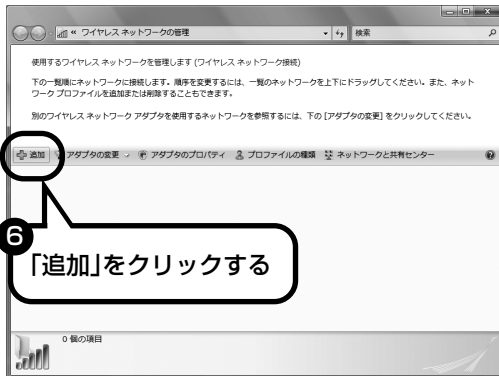 ワイヤレス ネットワークの管理
検索
使用するワイヤレス ネットワークを管理します (ワイヤレス ネットワーク接続)
下の一覧順にネットワークに接続します。順序を変更するには、一覧のネットワークを上下にドラッグしてください。また、ネット
ワーク プロファイルを追加または削除することもできます。
別のワイヤレス ネットワーク アダプタを使用するネットワークを参照するには、下の [アダプタの変更] をクリックしてください。
追加 アダプタの変更 アダプタのプロパティ プロファイルの種類 ネットワークと共有センター
6
「追加」をクリックする
0 個の項目